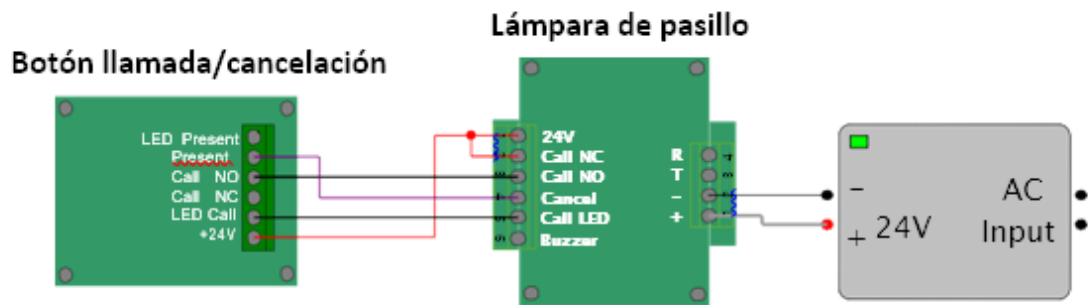 Lámpara de pasillo
Botón llamada/cancelación
LED Present
Present
Call NO
Call NC
LED Call
+24V
24V
Call NC
Call NO
Cancel
Call LED
Buzzer
R
T
-
+
-
+ 24V
AC
Input